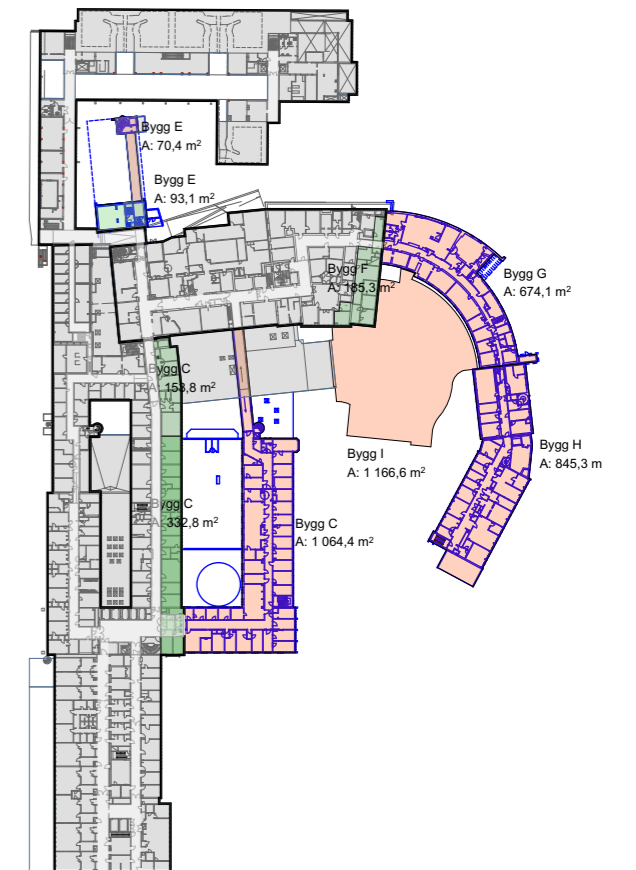 Bygg E
A: 70,4 m²
Bygg E
A: 93,1 m²
Bygg F
A: 185,3 m²
Bygg G
A: 674,1 m²
Bygg C
A: 153,8 m²
Bygg H
A: 845,3 m
Bygg I
A: 1 166,6 m²
Bygg C
A: 332,8 m²
Bygg C
A: 1 064,4 m²